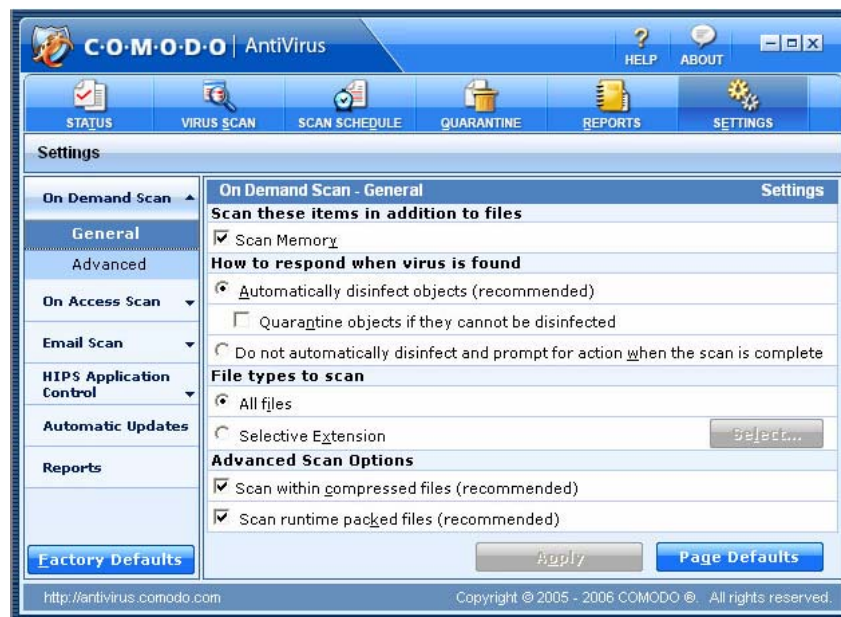 C·O·M·O·D·O | AntiVirus
HELP
ABOUT
STATUS
VIRUS SCAN
SCAN SCHEDULE
QUARANTINE
REPORTS
SETTINGS
Settings
On Demand Scan
General
Advanced
On Access Scan
Email Scan
HIPS Application
Control
Automatic Updates
Reports
Factory Defaults
On Demand Scan - General
Settings
Scan these items in addition to files
Scan Memory
How to respond when virus is found
Automatically disinfect objects (recommended)
Quarantine objects if they cannot be disinfected
Do not automatically disinfect and prompt for action when the scan is complete
File types to scan
All files
Selective Extension
Select...
Advanced Scan Options
Scan within compressed files (recommended)
Scan runtime packed files (recommended)
Apply
Page Defaults
http://antivirus.comodo.com
Copyright © 2005 - 2006 COMODO ®. All rights reserved.